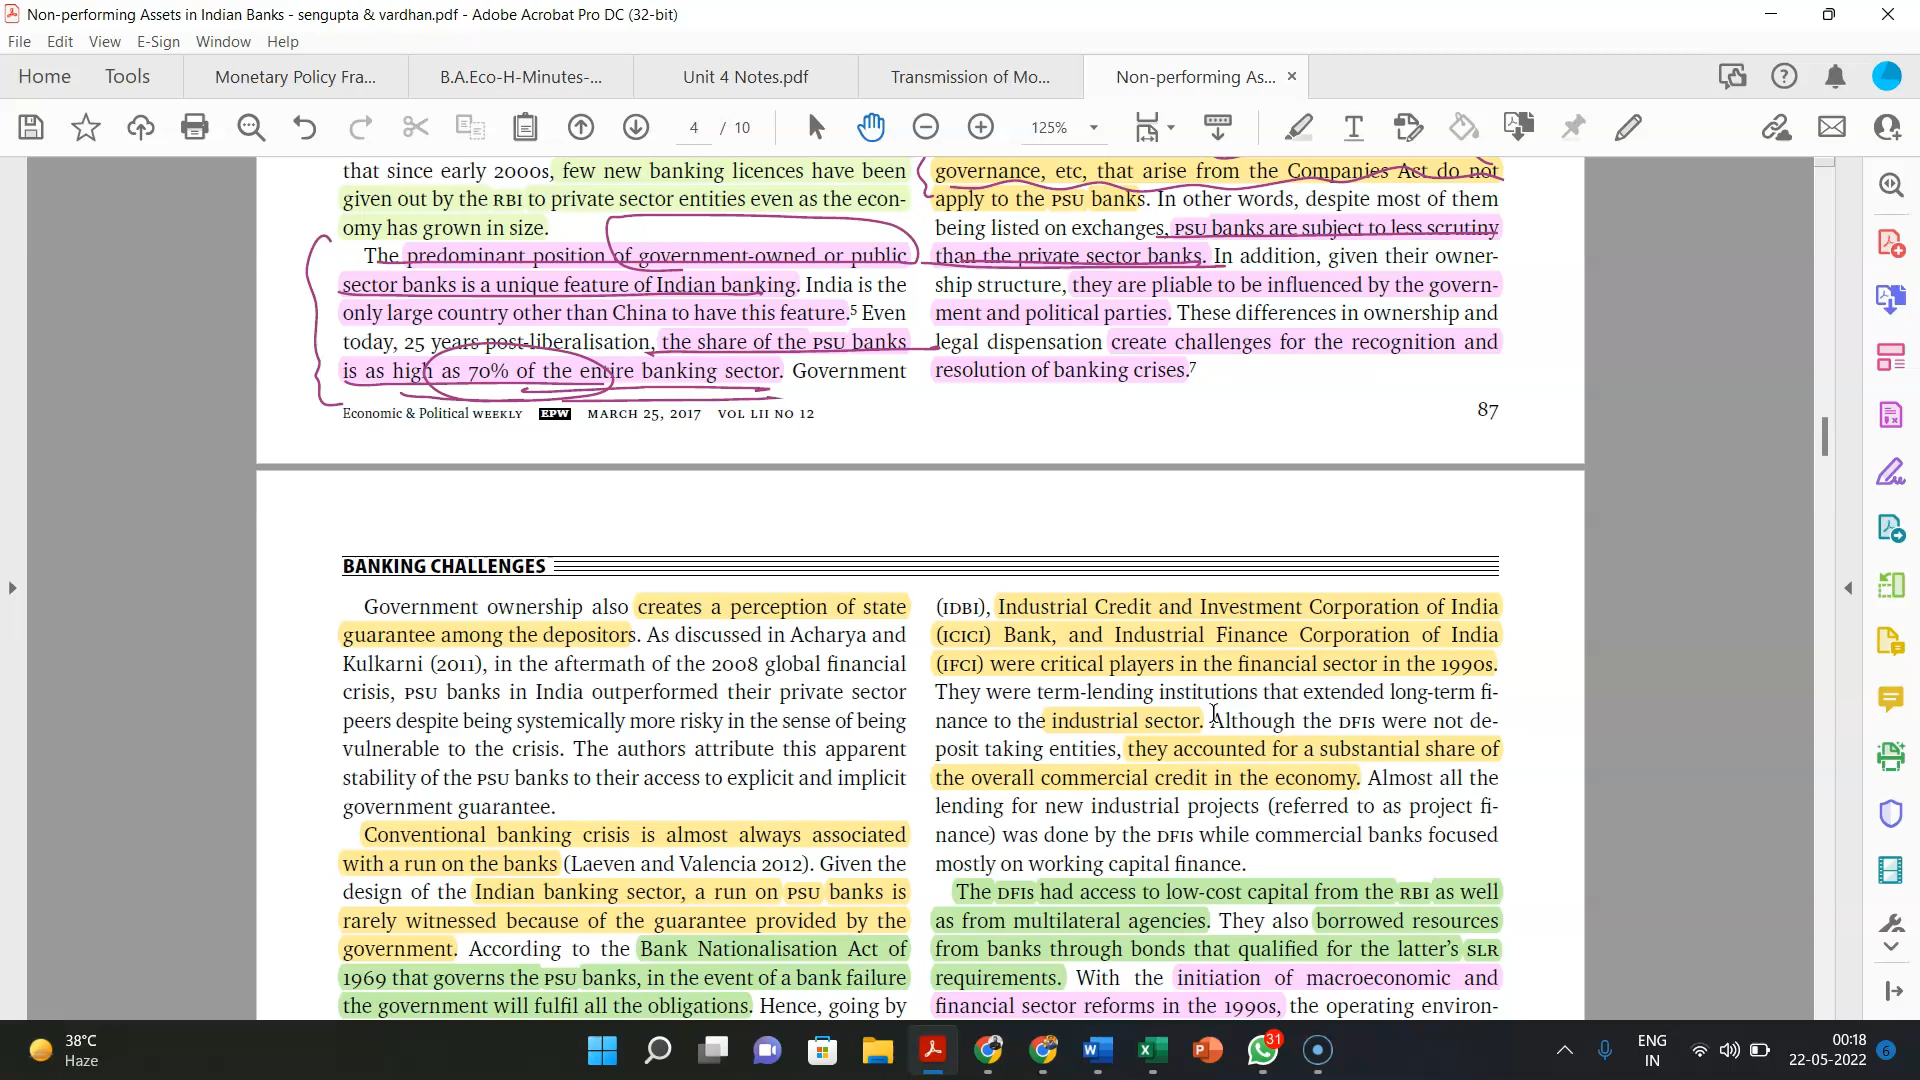 Non-performing Assets in Indian Banks - sengupta & vardhan.pdf - Adobe Acrobat Pro DC (32-bit)
File Edit View E-Sign Window Help
Home Tools Monetary Policy Fra... B.A.Eco-H-Minutes-... Unit 4 Notes.pdf Transmission of Mo... Non-performing As...
4 / 10 125%
that since early 2000s, few new banking licences have been
given out by the RBI to private sector entities even as the econ-
omy has grown in size.
The predominant position of government-owned or public
sector banks is a unique feature of Indian banking. India is the
only large country other than China to have this feature.5 Even
today, 25 years post-liberalisation, the share of the PSU banks
is as high as 70% of the entire banking sector. Government
governance, etc, that arise from the Companies Act do not
apply to the PSU banks. In other words, despite most of them
being listed on exchanges, PSU banks are subject to less scrutiny
than the private sector banks. In addition, given their owner-
ship structure, they are pliable to be influenced by the govern-
ment and political parties. These differences in ownership and
legal dispensation create challenges for the recognition and
resolution of banking crises.7
Economic & Political WEEKLY EPW MARCH 25, 2017 VOL LII NO 12 87
BANKING CHALLENGES
Government ownership also creates a perception of state
guarantee among the depositors. As discussed in Acharya and
Kulkarni (2011), in the aftermath of the 2008 global financial
crisis, PSU banks in India outperformed their private sector
peers despite being systemically more risky in the sense of being
vulnerable to the crisis. The authors attribute this apparent
stability of the PSU banks to their access to explicit and implicit
government guarantee.
Conventional banking crisis is almost always associated
with a run on the banks (Laeven and Valencia 2012). Given the
design of the Indian banking sector, a run on PSU banks is
rarely witnessed because of the guarantee provided by the
government. According to the Bank Nationalisation Act of
1969 that governs the PSU banks, in the event of a bank failure
the government will fulfil all the obligations. Hence, going by
(IDBI), Industrial Credit and Investment Corporation of India
(ICICI) Bank, and Industrial Finance Corporation of India
(IFCI) were critical players in the financial sector in the 1990s.
They were term-lending institutions that extended long-term fi-
nance to the industrial sector. Although the DFIs were not de-
posit taking entities, they accounted for a substantial share of
the overall commercial credit in the economy. Almost all the
lending for new industrial projects (referred to as project fi-
nance) was done by the DFIs while commercial banks focused
mostly on working capital finance.
The DFIs had access to low-cost capital from the RBI as well
as from multilateral agencies. They also borrowed resources
from banks through bonds that qualified for the latter's SLR
requirements. With the initiation of macroeconomic and
financial sector reforms in the 1990s, the operating environ-
38°C
Haze
31
ENG
IN
00:18
22-05-2022
6